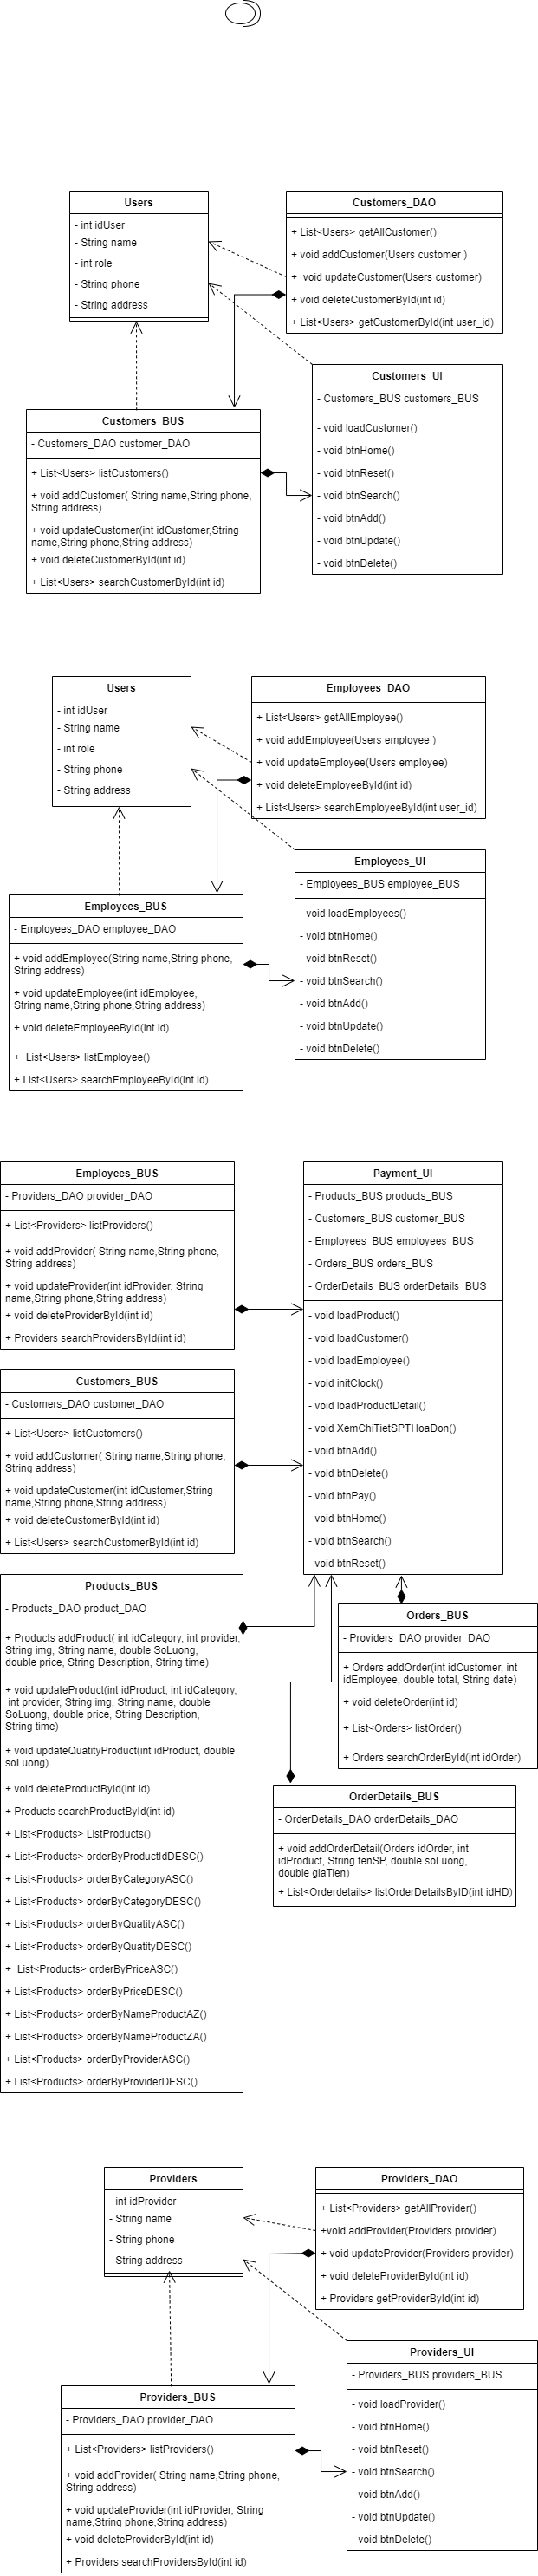 Users
- int idUser
- String name
- int role
- String phone
- String address
Customers_DAO
+ List<Users> getAllCustomer()
+ void addCustomer(Users customer )
+  void updateCustomer(Users customer)
+ void deleteCustomerById(int id)
+ List<Users> getCustomerById(int user_id)
Customers_UI
- Customers_BUS customers_BUS
- void loadCustomer()
- void btnHome()
- void btnReset()
- void btnSearch()
- void btnAdd()
- void btnUpdate()
- void btnDelete()
Customers_BUS
- Customers_DAO customer_DAO
+ List<Users> listCustomers()
+ void addCustomer( String name,String phone,
String address)
+ void updateCustomer(int idCustomer,String
name,String phone,String address)
+ void deleteCustomerById(int id)
+ List<Users> searchCustomerById(int id)
Users
- int idUser
- String name
- int role
- String phone
- String address
Employees_DAO
+ List<Users> getAllEmployee()
+ void addEmployee(Users employee )
+ void updateEmployee(Users employee)
+ void deleteEmployeeById(int id)
+ List<Users> searchEmployeeById(int user_id)
Employees_UI
- Employees_BUS employee_BUS
- void loadEmployees()
- void btnHome()
- void btnReset()
- void btnSearch()
- void btnAdd()
- void btnUpdate()
- void btnDelete()
Employees_BUS
- Employees_DAO employee_DAO
+ void addEmployee(String name,String phone,
String address)
+ void updateEmployee(int idEmployee,
String name,String phone,String address)
+ void deleteEmployeeById(int id)
+  List<Users> listEmployee()
+ List<Users> searchEmployeeById(int id)
Employees_BUS
- Providers_DAO provider_DAO
+ List<Providers> listProviders()
+ void addProvider( String name,String phone,
String address)
+ void updateProvider(int idProvider, String
name,String phone,String address)
+ void deleteProviderById(int id)
+ Providers searchProvidersById(int id)
Payment_UI
- Products_BUS products_BUS
- Customers_BUS customer_BUS
- Employees_BUS employees_BUS
- Orders_BUS orders_BUS
- OrderDetails_BUS orderDetails_BUS
- void loadProduct()
- void loadCustomer()
- void loadEmployee()
- void initClock()
- void loadProductDetail()
- void XemChiTietSPTHoaDon()
- void btnAdd()
- void btnDelete()
- void btnPay()
- void btnHome()
- void btnSearch()
- void btnReset()
Customers_BUS
- Customers_DAO customer_DAO
+ List<Users> listCustomers()
+ void addCustomer( String name,String phone,
String address)
+ void updateCustomer(int idCustomer,String
name,String phone,String address)
+ void deleteCustomerById(int id)
+ List<Users> searchCustomerById(int id)
Products_BUS
- Products_DAO product_DAO
+ Products addProduct( int idCategory, int provider,
String img, String name, double SoLuong,
double price, String Description, String time)
+ void updateProduct(int idProduct, int idCategory,
int provider, String img, String name, double
SoLuong, double price, String Description,
String time)
+ void updateQuatityProduct(int idProduct, double
soLuong)
+ void deleteProductById(int id)
+ Products searchProductById(int id)
+ List<Products> ListProducts()
+ List<Products> orderByProductIdDESC()
+ List<Products> orderByCategoryASC()
+ List<Products> orderByCategoryDESC()
+ List<Products> orderByQuatityASC()
+ List<Products> orderByQuatityDESC()
+  List<Products> orderByPriceASC()
+ List<Products> orderByPriceDESC()
+ List<Products> orderByNameProductAZ()
+ List<Products> orderByNameProductZA()
+ List<Products> orderByProviderASC()
+ List<Products> orderByProviderDESC()
Orders_BUS
- Providers_DAO provider_DAO
+ Orders addOrder(int idCustomer, int
idEmployee, double total, String date)
+ void deleteOrder(int id)
+ List<Orders> listOrder()
+ Orders searchOrderById(int idOrder)
OrderDetails_BUS
- OrderDetails_DAO orderDetails_DAO
+ void addOrderDetail(Orders idOrder, int
idProduct, String tenSP, double soLuong,
double giaTien)
+ List<Orderdetails> listOrderDetailsByID(int idHD)
Providers
- int idProvider
- String name
- String phone
- String address
Providers_DAO
+ List<Providers> getAllProvider()
+void addProvider(Providers provider)
+ void updateProvider(Providers provider)
+ void deleteProviderById(int id)
+ Providers getProviderById(int id)
Providers_UI
- Providers_BUS providers_BUS
- void loadProvider()
- void btnHome()
- void btnReset()
- void btnSearch()
- void btnAdd()
- void btnUpdate()
- void btnDelete()
Providers_BUS
- Providers_DAO provider_DAO
+ List<Providers> listProviders()
+ void addProvider( String name,String phone,
String address)
+ void updateProvider(int idProvider, String
name,String phone,String address)
+ void deleteProviderById(int id)
+ Providers searchProvidersById(int id)